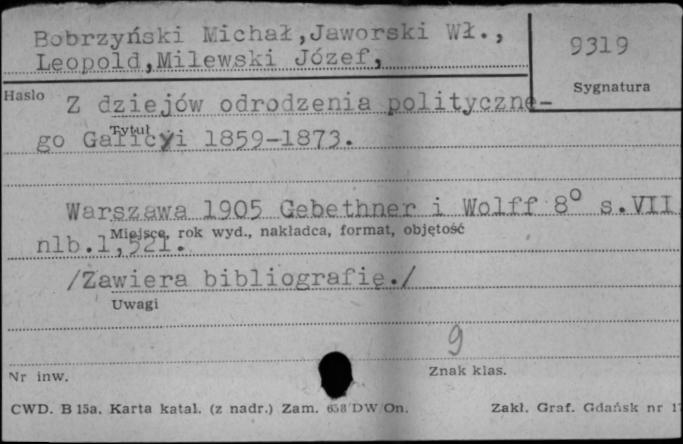 Bobrzyński Michał,Jaworski Wł.,
Leopold,Milewski Józef,
9319
Sygnatura
Hasło
Z dziejów odrodzenia polityczne-
go Galicyi 1859-1873.
Tytuł
Warszawa 1905 Gebethner i Wolff 8° s.VII
Miejsce, rok wyd., nakładca, format, objętość
nlb.1,521.
/Zawiera bibliografię./
Uwagi
9
Nr inw.
Znak klas.
CWD. B 15a. Karta katal. (z nadr.) Zam. 658/DW/On.
Zakł. Graf. Gdańsk nr